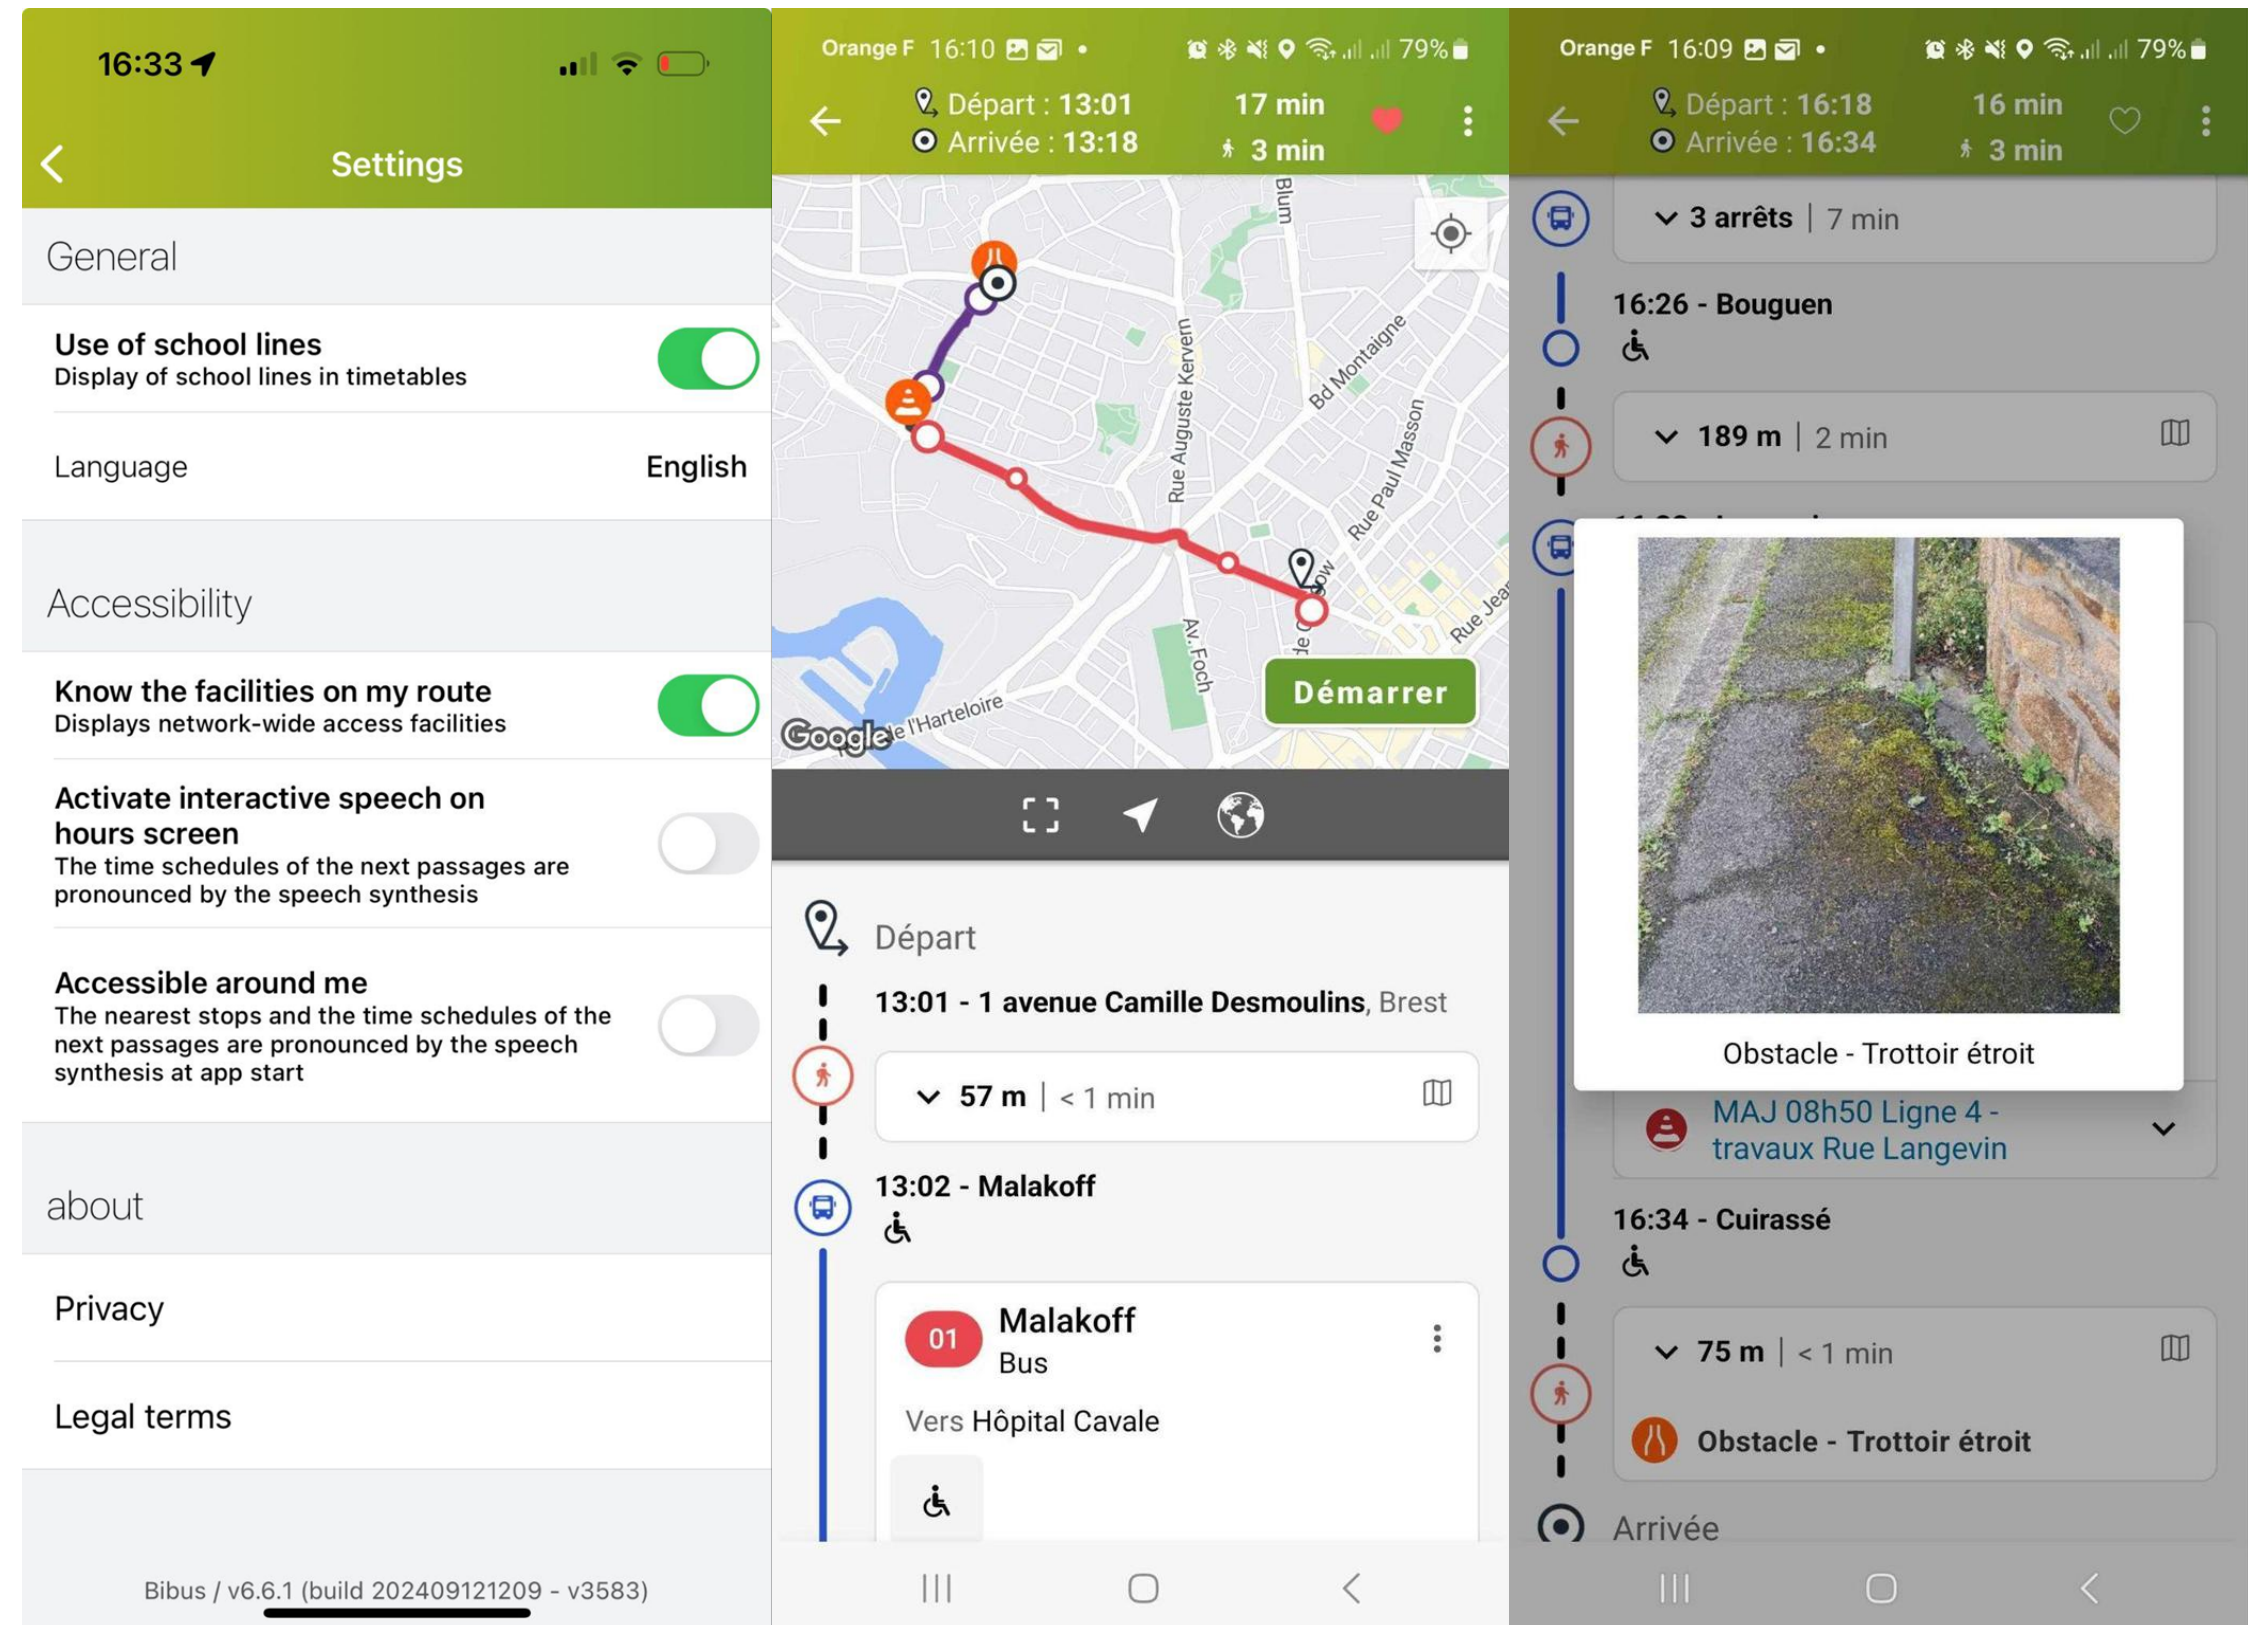 16:33
Settings
General
Use of school lines
Display of school lines in timetables
Language English
Accessibility
Know the facilities on my route
Displays network-wide access facilities
Activate interactive speech on
hours screen
The time schedules of the next passages are
pronounced by the speech synthesis
Accessible around me
The nearest stops and the time schedules of the
next passages are pronounced by the speech
synthesis at app start
about
Privacy
Legal terms
Bibus / v6.6.1 (build 202409121209 - v3583)
Orange F 16:10 79%
Départ : 13:01 17 min
Arrivée : 13:18 3 min
Blum
Rue Auguste Kervern
Bd Montaigne
Rue Paul Masson
Rue Jea
Av. Foch
de l'Harteloire
Google
Démarrer
Départ
13:01 - 1 avenue Camille Desmoulins, Brest
57 m | < 1 min
13:02 - Malakoff
01 Malakoff
Bus
Vers Hôpital Cavale
Orange F 16:09 79%
Départ : 16:18 16 min
Arrivée : 16:34 3 min
3 arrêts | 7 min
16:26 - Bouguen
189 m | 2 min
Obstacle - Trottoir étroit
MAJ 08h50 Ligne 4 -
travaux Rue Langevin
16:34 - Cuirassé
75 m | < 1 min
Obstacle - Trottoir étroit
Arrivée